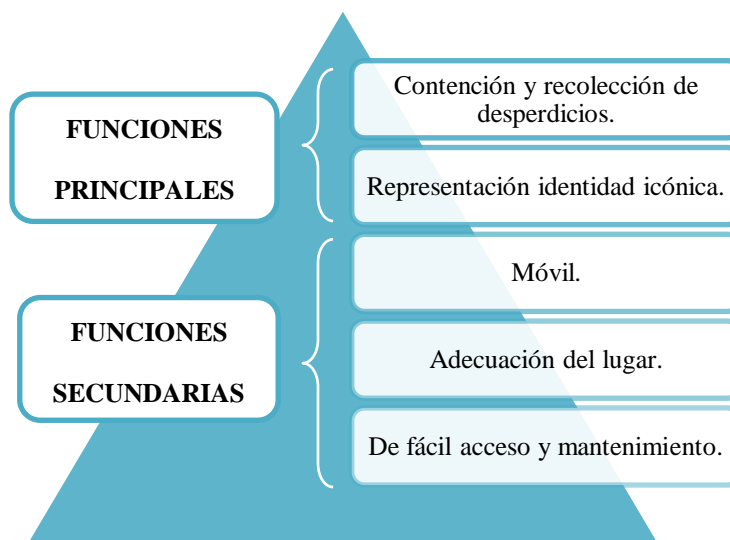 FUNCIONES
PRINCIPALES
Contención y recolección de
desperdicios.
Representación identidad icónica.
FUNCIONES
SECUNDARIAS
Móvil.
Adecuación del lugar.
De fácil acceso y mantenimiento.